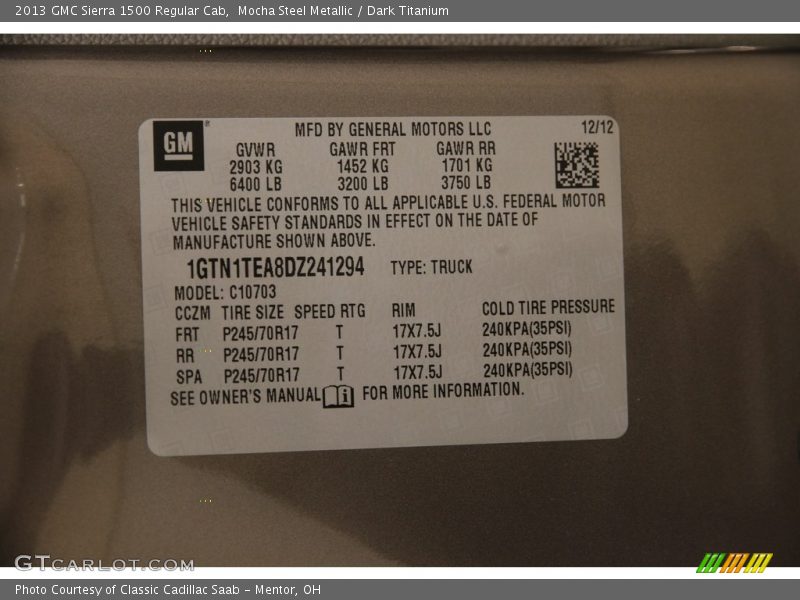 2013 GMC Sierra 1500 Regular Cab,  Mocha Steel Metallic / Dark Titanium
GM
MFD BY GENERAL MOTORS LLC 12/12
GVWR GAWR FRT GAWR RR
2903 KG 1452 KG 1701 KG
6400 LB 3200 LB 3750 LB
THIS VEHICLE CONFORMS TO ALL APPLICABLE U.S. FEDERAL MOTOR
VEHICLE SAFETY STANDARDS IN EFFECT ON THE DATE OF
MANUFACTURE SHOWN ABOVE.
1GTN1TEA8DZ241294 TYPE: TRUCK
MODEL: C10703
CCZM TIRE SIZE SPEED RTG RIM COLD TIRE PRESSURE
FRT P245/70R17 T 17X7.5J 240KPA(35PSI)
RR P245/70R17 T 17X7.5J 240KPA(35PSI)
SPA P245/70R17 T 17X7.5J 240KPA(35PSI)
SEE OWNER'S MANUAL i FOR MORE INFORMATION.
GTCARLOT.COM
Photo Courtesy of Classic Cadillac Saab - Mentor, OH